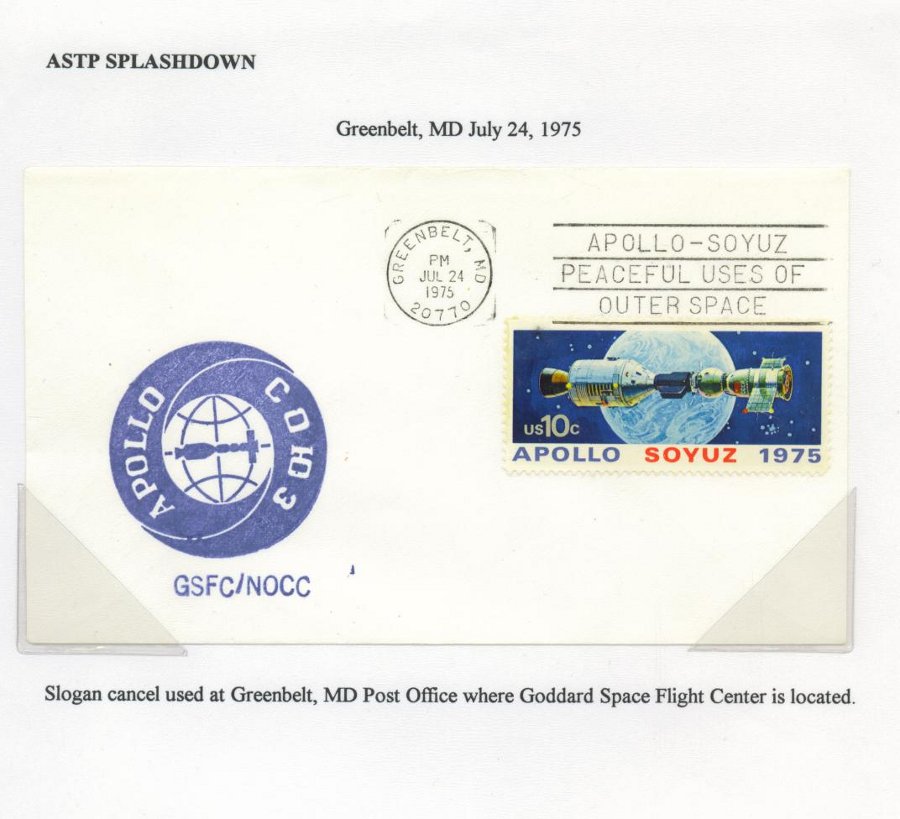 ASTP SPLASHDOWN
Greenbelt, MD July 24, 1975
GREENBELT, MD
PM
JUL 24
1975
20770
APOLLO-SOYUZ
PEACEFUL USES OF
OUTER SPACE
US10c
APOLLO SOYUZ 1975
APOLLO
СОЮЗ
GSFC/NOCC
Slogan cancel used at Greenbelt, MD Post Office where Goddard Space Flight Center is located.